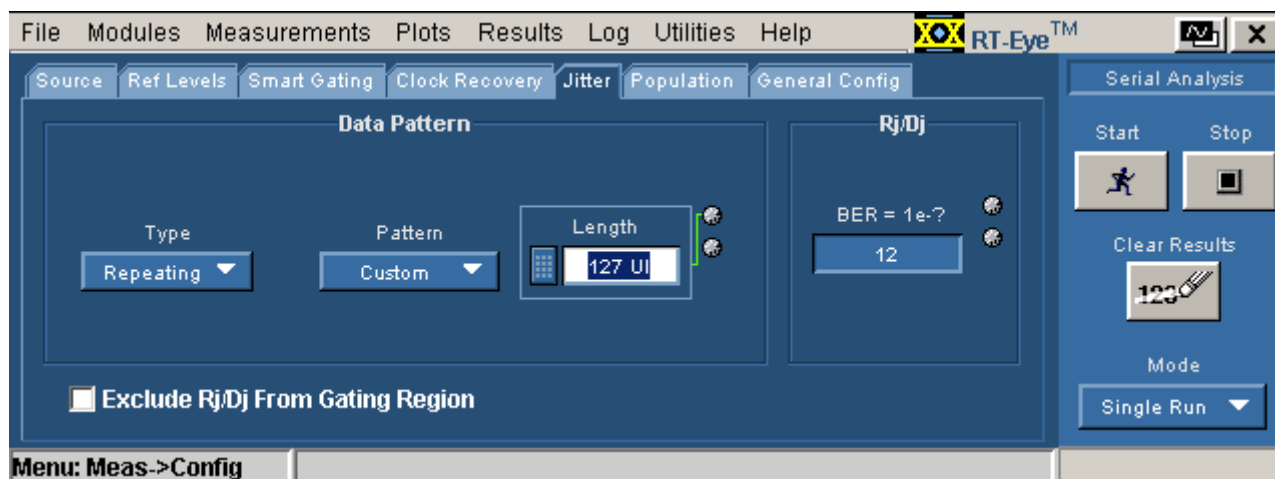 File Modules Measurements Plots Results Log Utilities Help RT-Eye™
Source Ref Levels Smart Gating Clock Recovery Jitter Population General Config
Serial Analysis
Data Pattern
Rj/Dj
Start Stop
Type
Repeating
Pattern
Custom
Length
127 UI
BER = 1e-?
12
Clear Results
123
Mode
Single Run
Exclude Rj/Dj From Gating Region
Menu: Meas->Config